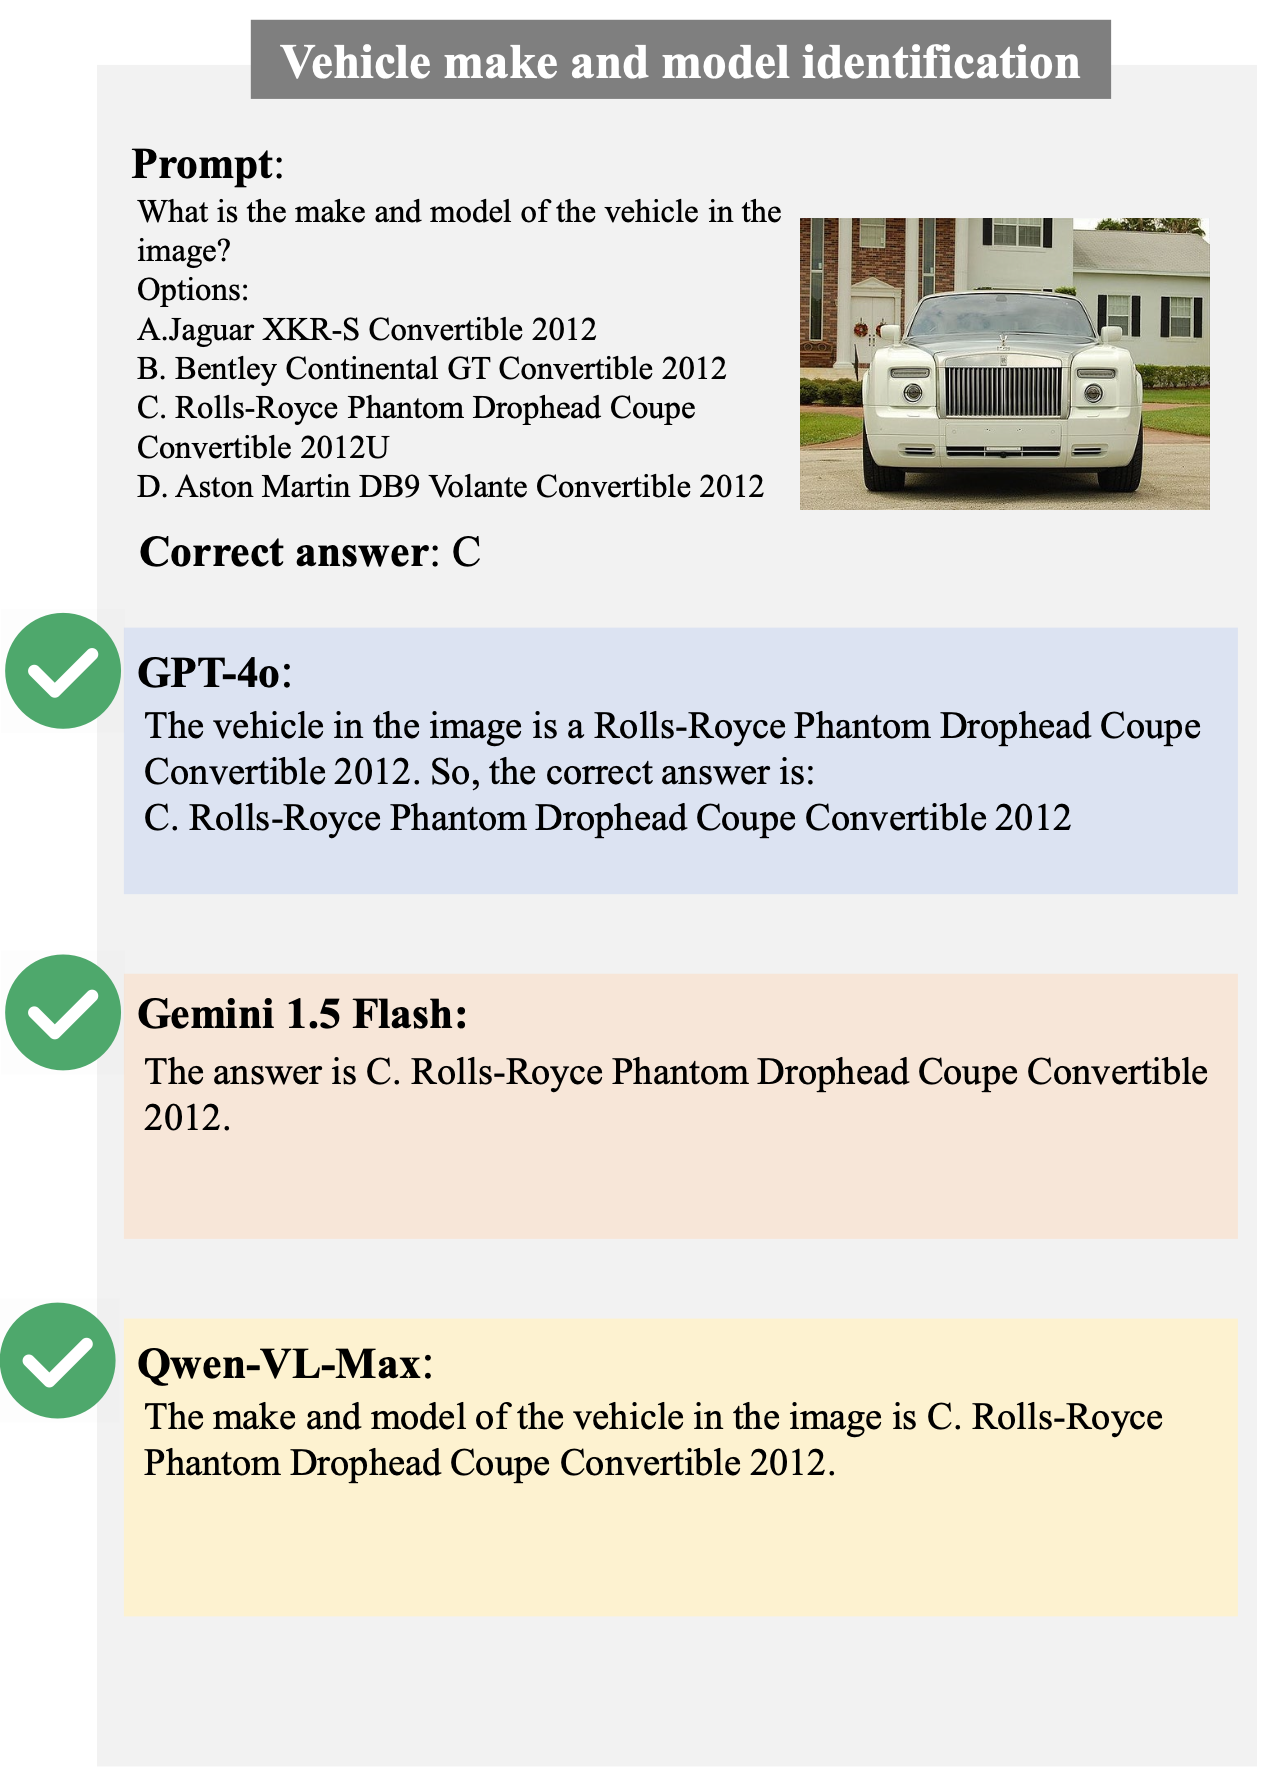 Vehicle make and model identification
Prompt:
What is the make and model of the vehicle in the
image?
Options:
A.Jaguar XKR-S Convertible 2012
B. Bentley Continental GT Convertible 2012
C. Rolls-Royce Phantom Drophead Coupe
Convertible 2012U
D. Aston Martin DB9 Volante Convertible 2012
Correct answer: C
GPT-4o:
The vehicle in the image is a Rolls-Royce Phantom Drophead Coupe
Convertible 2012. So, the correct answer is:
C. Rolls-Royce Phantom Drophead Coupe Convertible 2012
Gemini 1.5 Flash:
The answer is C. Rolls-Royce Phantom Drophead Coupe Convertible
2012.
Qwen-VL-Max:
The make and model of the vehicle in the image is C. Rolls-Royce
Phantom Drophead Coupe Convertible 2012.